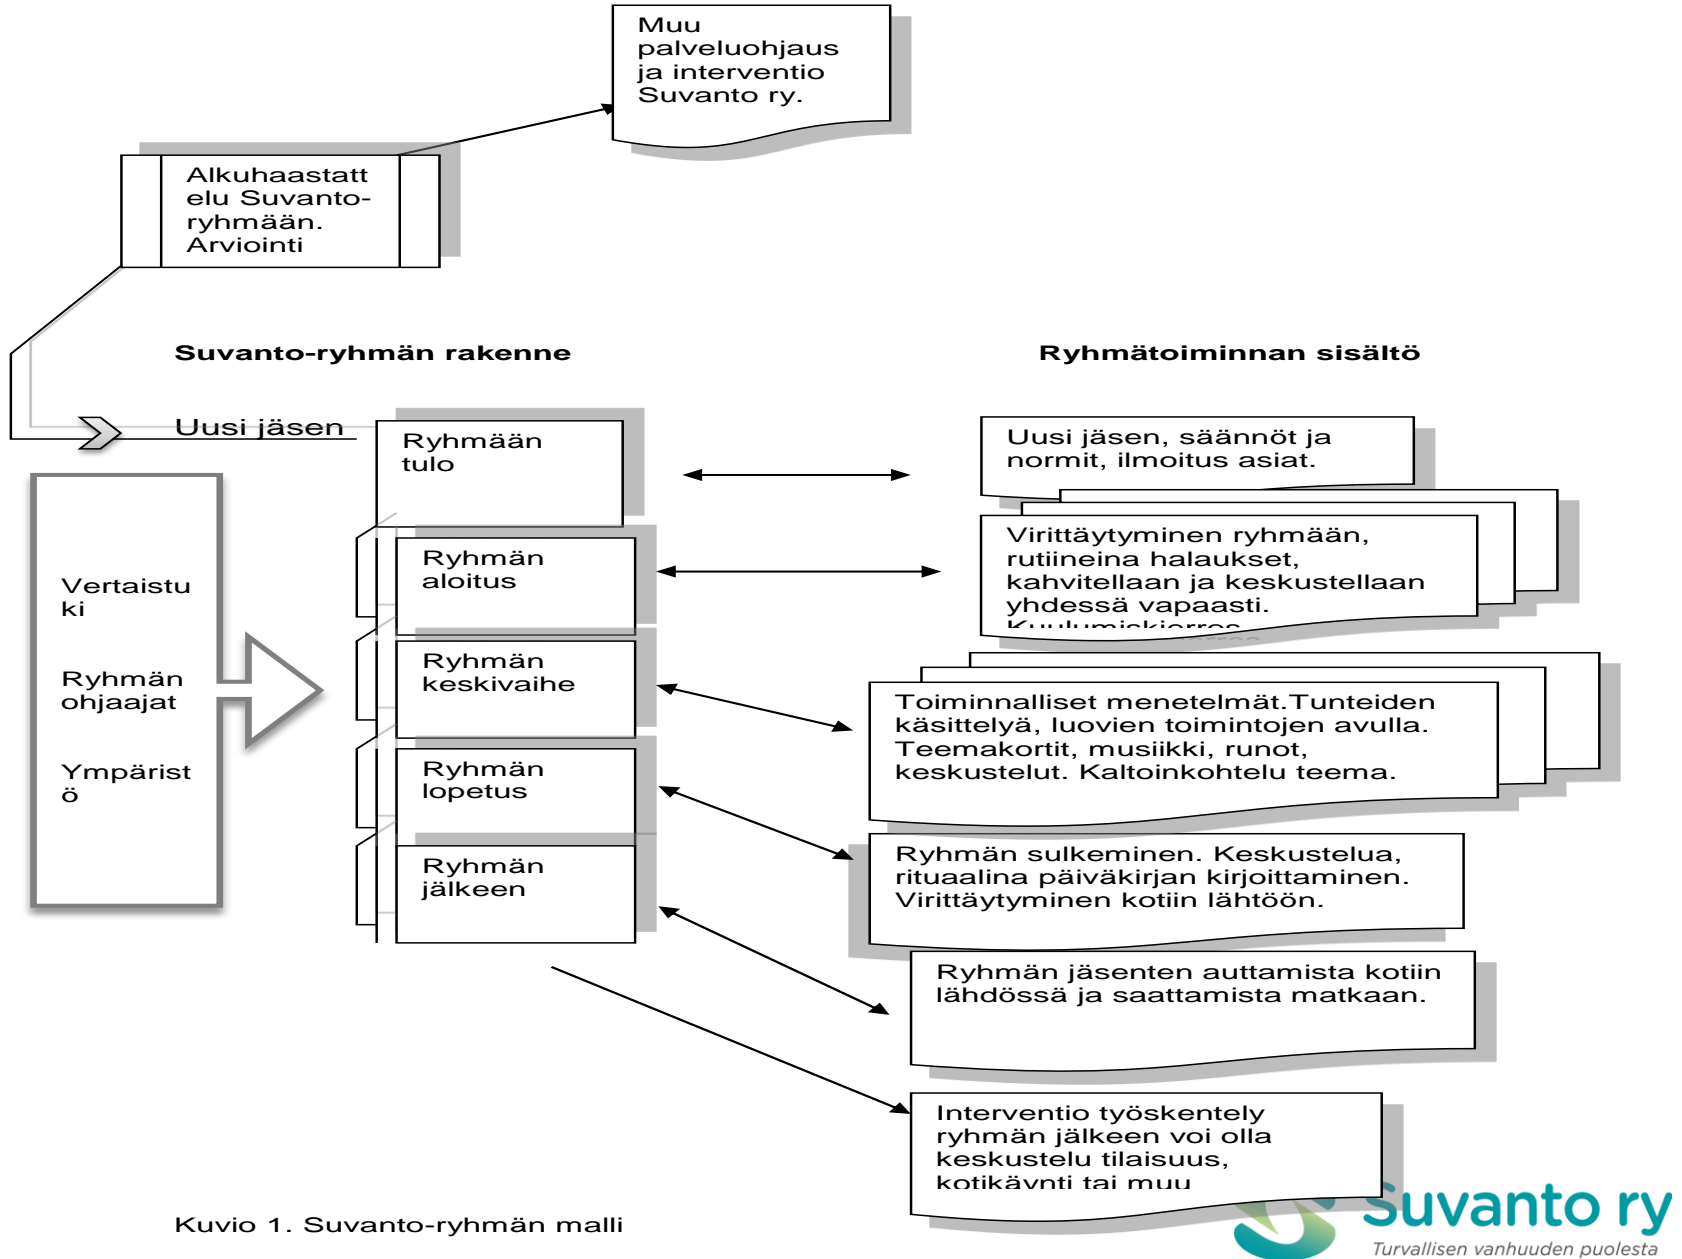 Muu
palveluohjaus
ja interventio
Suvanto ry.
Alkuhaastatt
elu Suvanto-
ryhmään.
Arviointi
Suvanto-ryhmän rakenne
Ryhmätoiminnan sisältö
Uusi jäsen
Ryhmään
tulo
Uusi jäsen, säännöt ja
normit, ilmoitus asiat.
Vertaistu
ki
Ryhmän
ohjaajat
Ympärist
ö
Ryhmän
aloitus
Virittäytyminen ryhmään,
rutiineina halaukset,
kahvitellaan ja keskustellaan
yhdessä vapaasti.
Kuulumiskierros
Ryhmän
keskivaihe
Toiminnalliset menetelmät.Tunteiden
käsittelyä, luovien toimintojen avulla.
Teemakortit, musiikki, runot,
keskustelut. Kaltoinkohtelu teema.
Ryhmän
lopetus
Ryhmän sulkeminen. Keskustelua,
rituaalina päiväkirjan kirjoittaminen.
Virittäytyminen kotiin lähtöön.
Ryhmän
jälkeen
Ryhmän jäsenten auttamista kotiin
lähdössä ja saattamista matkaan.
Interventio työskentely
ryhmän jälkeen voi olla
keskustelu tilaisuus,
kotikäynti tai muu
Kuvio 1. Suvanto-ryhmän malli
Suvanto ry
Turvallisen vanhuuden puolesta